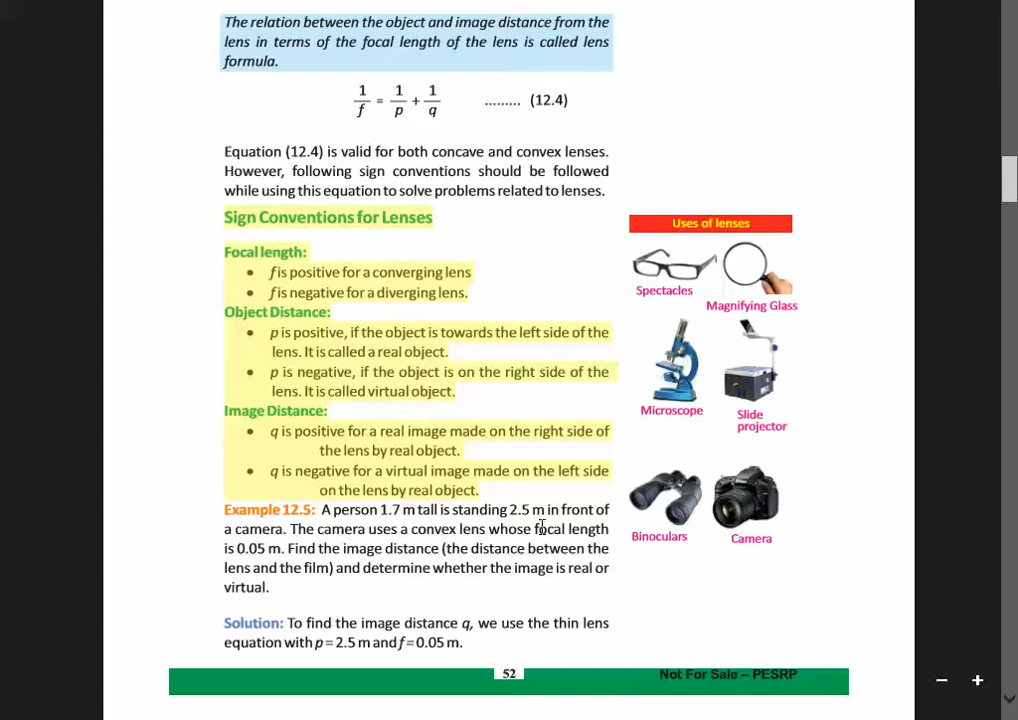 The relation between the object and image distance from the
lens in terms of the focal length of the lens is called lens
formula.
1/f = 1/p + 1/q ......... (12.4)
Equation (12.4) is valid for both concave and convex lenses.
However, following sign conventions should be followed
while using this equation to solve problems related to lenses.
Sign Conventions for Lenses
Focal length:
• f is positive for a converging lens
• f is negative for a diverging lens.
Object Distance:
• p is positive, if the object is towards the left side of the
lens. It is called a real object.
• p is negative, if the object is on the right side of the
lens. It is called virtual object.
Image Distance:
• q is positive for a real image made on the right side of
the lens by real object.
• q is negative for a virtual image made on the left side
on the lens by real object.
Example 12.5: A person 1.7 m tall is standing 2.5 m in front of
a camera. The camera uses a convex lens whose focal length
is 0.05 m. Find the image distance (the distance between the
lens and the film) and determine whether the image is real or
virtual.
Solution: To find the image distance q, we use the thin lens
equation with p = 2.5 m and f = 0.05 m.
Uses of lenses
Spectacles
Magnifying Glass
Microscope
Slide
projector
Binoculars
Camera
52
Not For Sale – PESRP